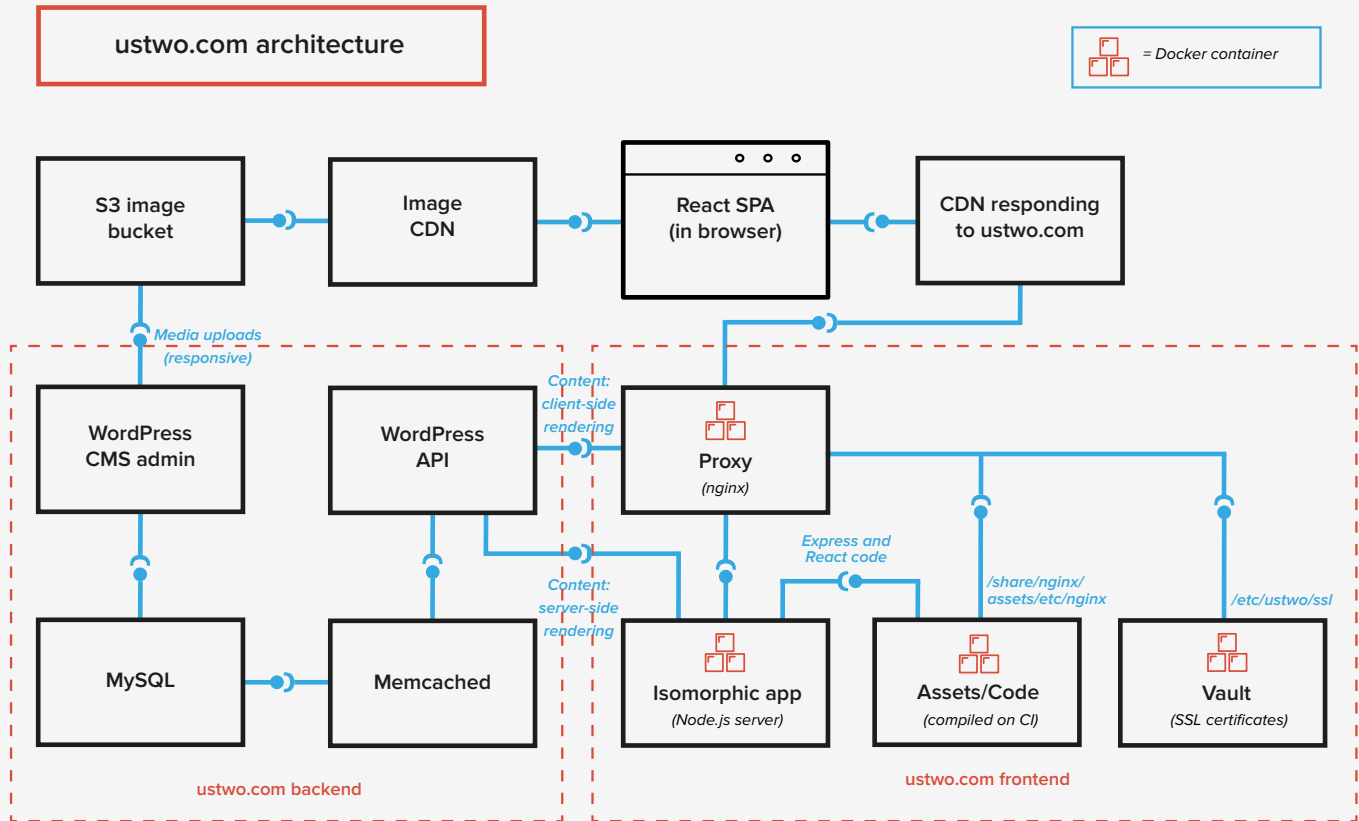 ustwo.com architecture
= Docker container
S3 image
bucket
Image
CDN
React SPA
(in browser)
CDN responding
to ustwo.com
Media uploads
(responsive)
WordPress
CMS admin
WordPress
API
Content:
client-side
rendering
Proxy
(nginx)
Express and
React code
Content:
server-side
rendering
/share/nginx/
assets/etc/nginx
/etc/ustwo/ssl
MySQL
Memcached
Isomorphic app
(Node.js server)
Assets/Code
(compiled on CI)
Vault
(SSL certificates)
ustwo.com backend
ustwo.com frontend